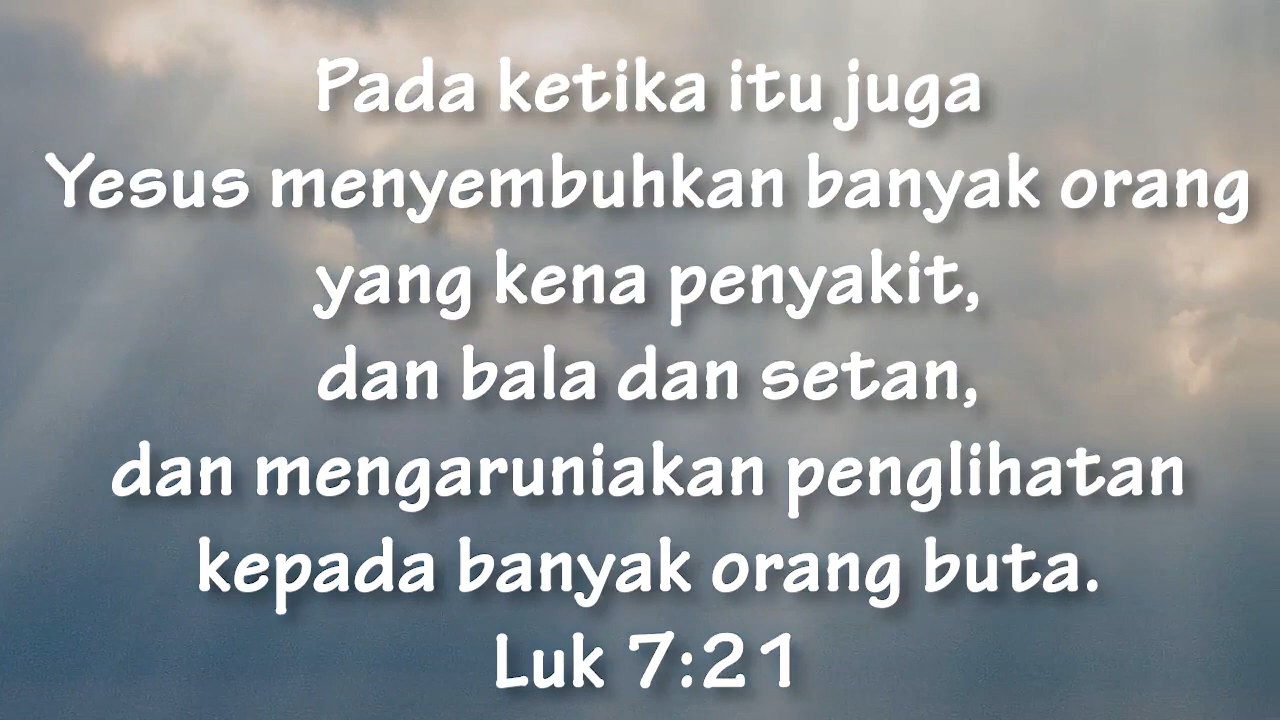 Pada ketika itu juga
Yesus menyembuhkan banyak orang
yang kena penyakit,
dan bala dan setan,
dan mengaruniakan penglihatan
kepada banyak orang buta.
Luk 7:21